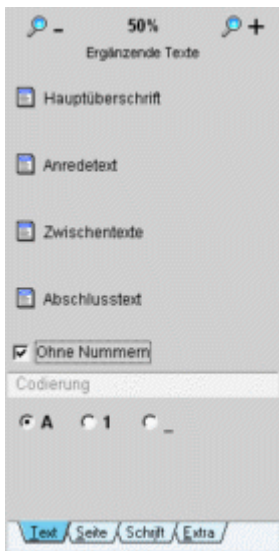 - 50% +
Ergänzende Texte
Hauptüberschrift
Anredetext
Zwischentexte
Abschlusstext
Ohne Nummern
Codierung
A 1 _
Text Seite Schrift Extra